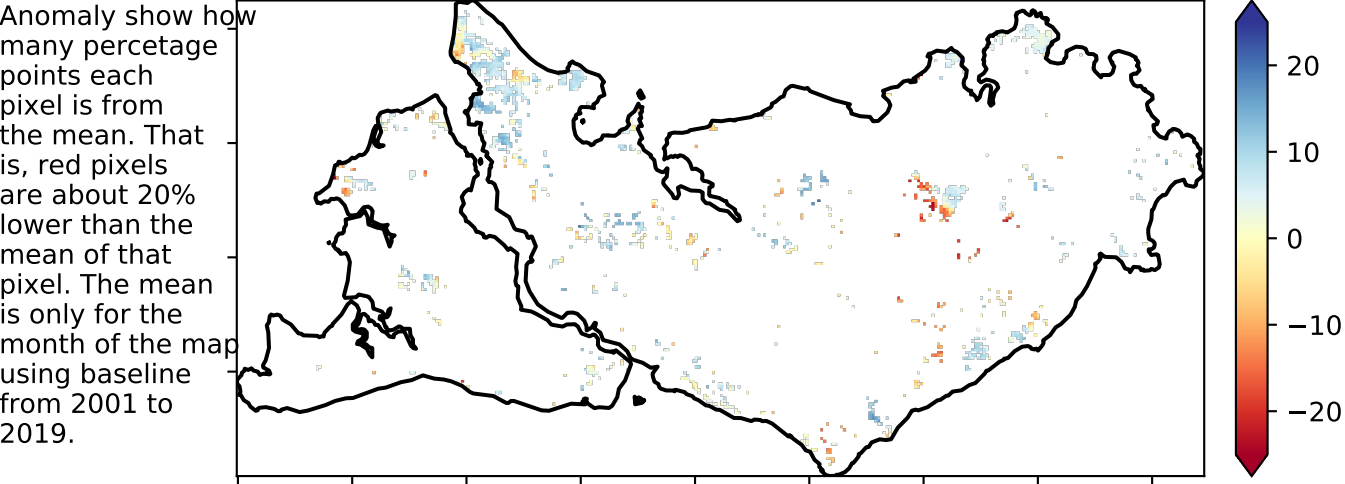 Anomaly show how
many percetage
points each
pixel is from
the mean. That
is, red pixels
are about 20%
lower than the
mean of that
pixel. The mean
is only for the
month of the map
using baseline
from 2001 to
2019.
20
10
0
−10
−20